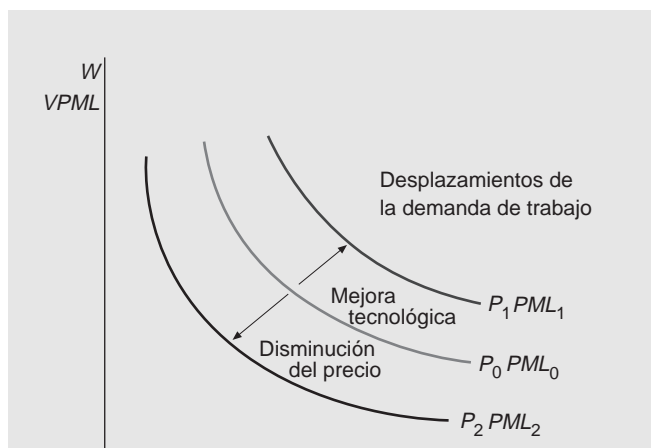 W
VPML
Desplazamientos de
la demanda de trabajo
Mejora
tecnológica
P₁ PML₁
Disminución
del precio
P₀ PML₀
P₂ PML₂